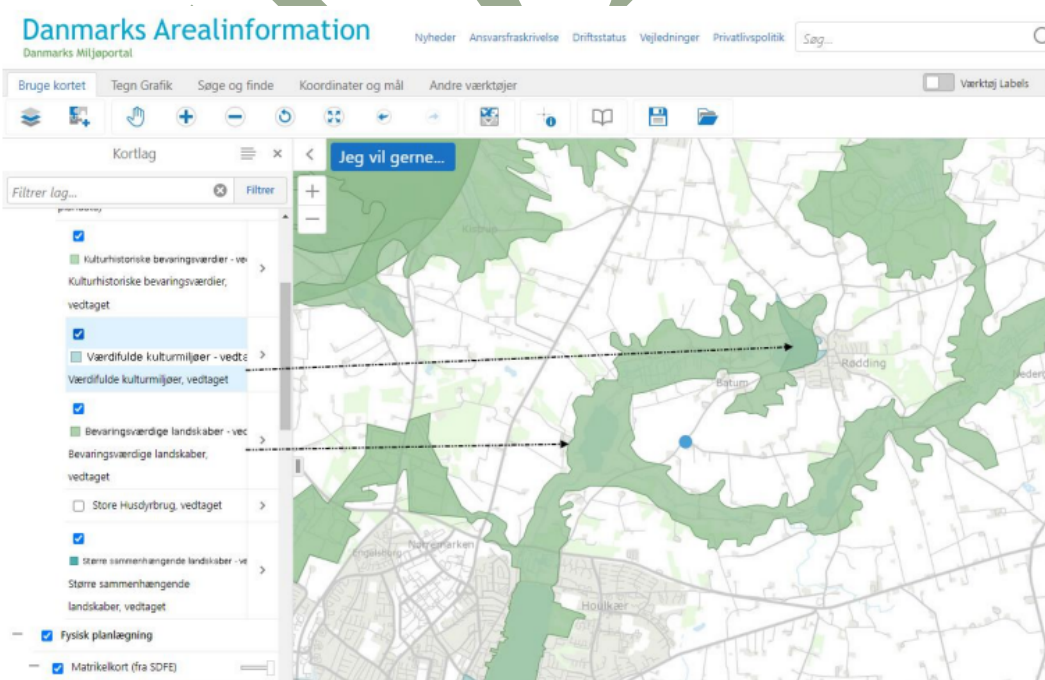 Danmarks Arealinformation
Danmarks Miljøportal
Nyheder Ansvarsfraskrivelse Driftsstatus Vejledninger Privatlivspolitik Søg...
Bruge kortet Tegn Grafik Søge og finde Koordinater og mål Andre værktøjer Værktøj Labels
Kortlag
Jeg vil gerne...
Filtrer lag... Filtrer
Kulturhistoriske bevaringsværdier - ve
Kulturhistoriske bevaringsværdier,
vedtaget
Værdifulde kulturmiljøer - vedta
Værdifulde kulturmiljøer, vedtaget
Bevaringsværdige landskaber - vec
Bevaringsværdige landskaber,
vedtaget
Store Husdyrbrug, vedtaget
Større sammenhængende landskaber - ve
Større sammenhængende
landskaber, vedtaget
Fysisk planlægning
Matrikelkort (fra SDFE)
Kistrup
Rødding
Batum
Nørremarken
Engelsborg
Houlkær